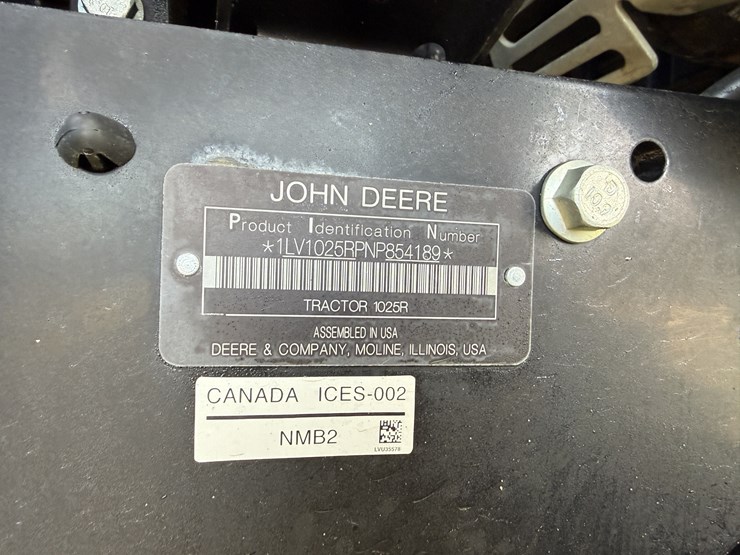 JOHN DEERE
Product Identification Number
*1LV1025RPNP854189*
TRACTOR 1025R
ASSEMBLED IN USA
DEERE & COMPANY, MOLINE, ILLINOIS, USA
CANADA ICES-002
NMB2
LVU35578